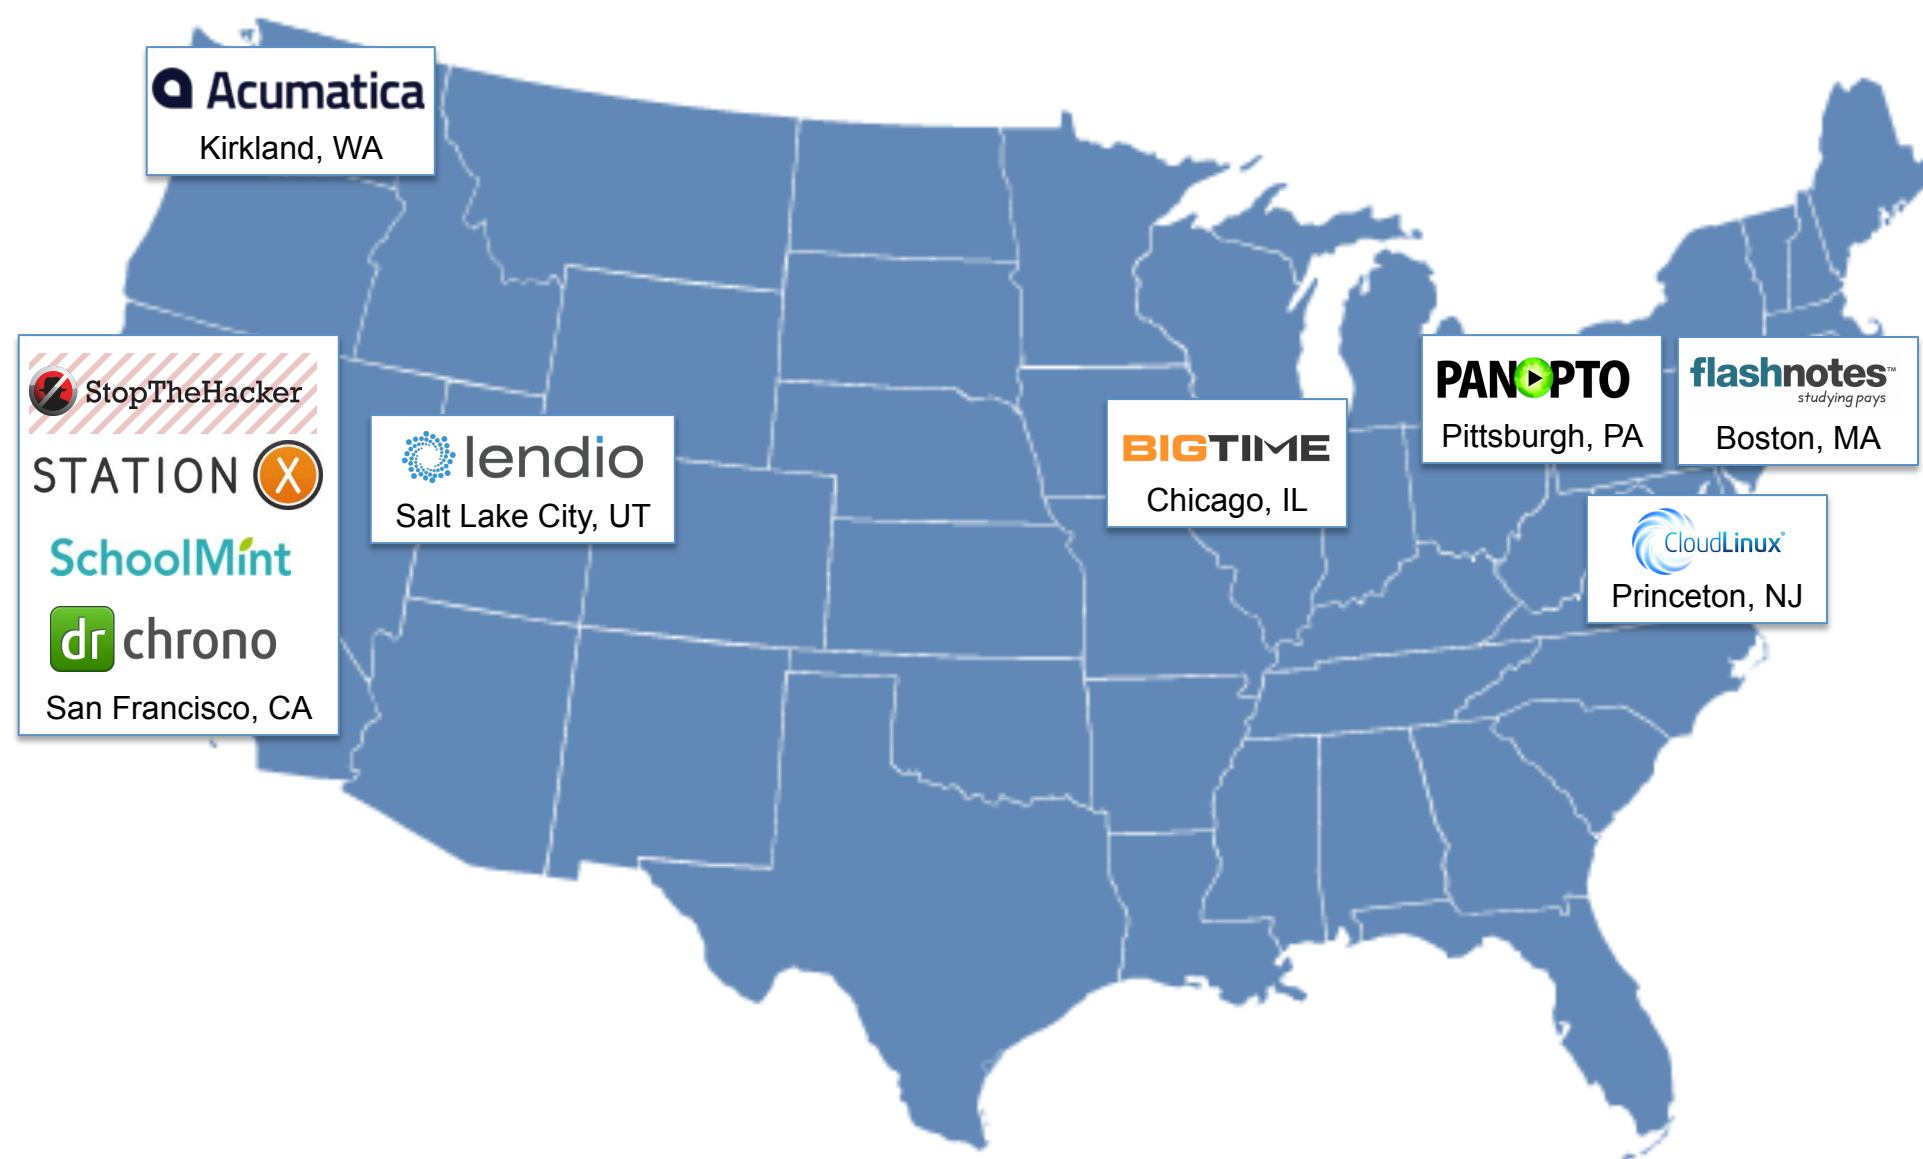 Acumatica
Kirkland, WA
StopTheHacker
STATION X
SchoolMint
dr chrono
San Francisco, CA
lendio
Salt Lake City, UT
BIGTIME
Chicago, IL
PANOPTO
Pittsburgh, PA
flashnotes™
studying pays
Boston, MA
CloudLinux®
Princeton, NJ